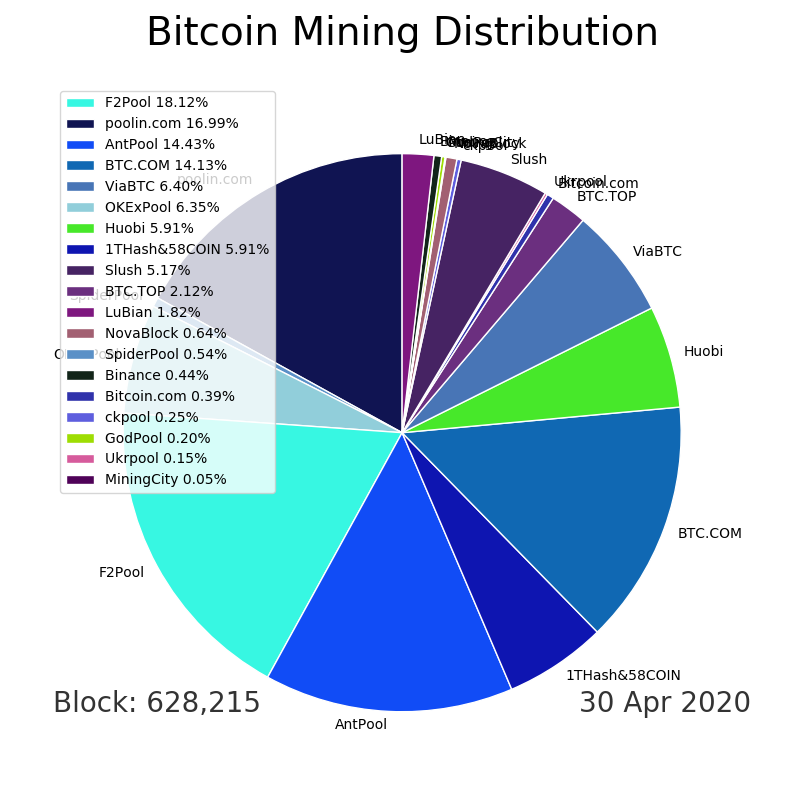 Bitcoin Mining Distribution
F2Pool 18.12%
poolin.com 16.99%
AntPool 14.43%
BTC.COM 14.13%
ViaBTC 6.40%
OKExPool 6.35%
Huobi 5.91%
1THash&58COIN 5.91%
Slush 5.17%
BTC.TOP 2.12%
LuBian 1.82%
NovaBlock 0.64%
SpiderPool 0.54%
Binance 0.44%
Bitcoin.com 0.39%
ckpool 0.25%
GodPool 0.20%
Ukrpool 0.15%
MiningCity 0.05%
LuBian
ckpool
Slush
Ukrpool
Bitcoin.com
BTC.TOP
ViaBTC
Huobi
BTC.COM
1THash&58COIN
AntPool
F2Pool
SpiderPool
poolin.com
Block: 628,215
30 Apr 2020